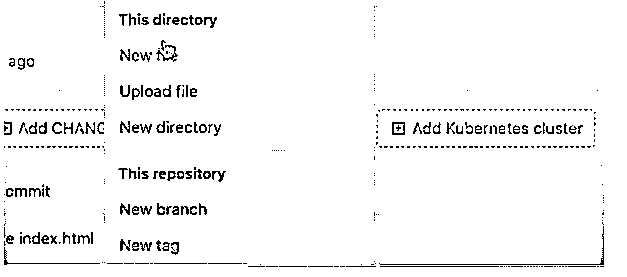 This directory
New file
ago
Upload file
Add CHANG
New directory
Add Kubernetes cluster
This repository
ommit
New branch
e index.html
New tag